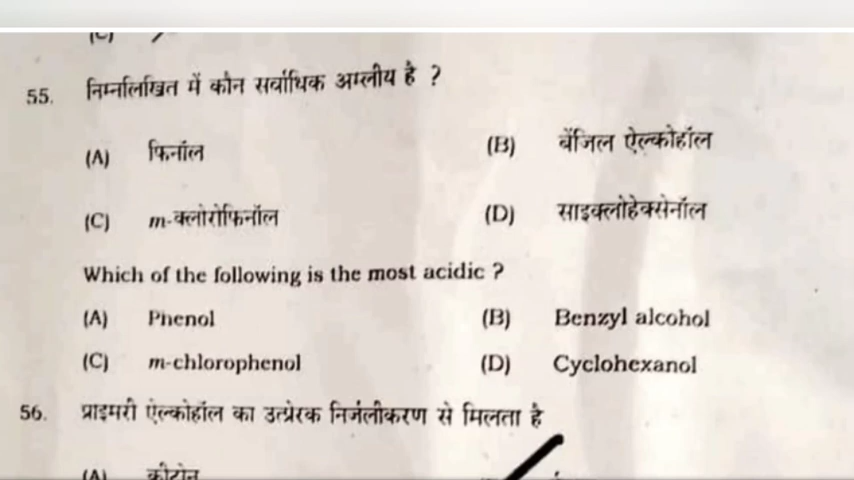 55. निम्नलिखित में कौन सर्वाधिक अम्लीय है ?
(A) फिनॉल (B) बेंजिल ऐल्कोहॉल
(C) m-क्लोरोफिनॉल (D) साइक्लोहेक्सेनॉल
Which of the following is the most acidic ?
(A) Phenol (B) Benzyl alcohol
(C) m-chlorophenol (D) Cyclohexanol
56. प्राइमरी ऐल्कोहॉल का उत्प्रेरक निर्जलीकरण से मिलता है
(A) कीटोन